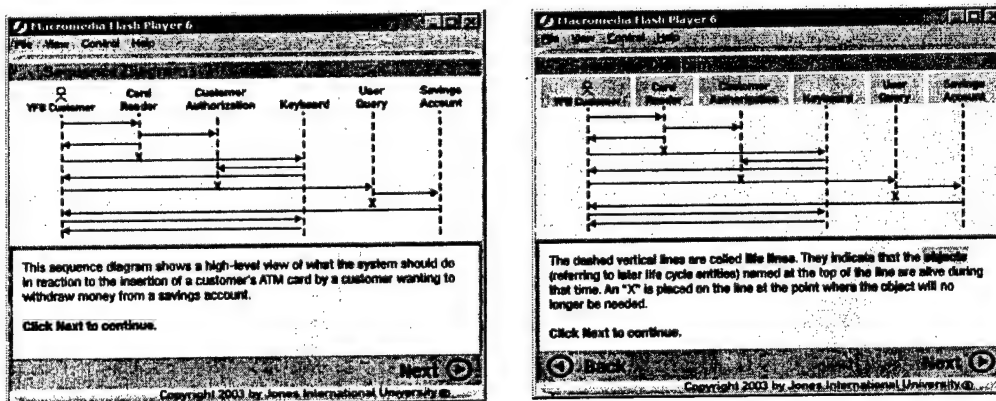 Macromedia Flash Player 6
File View Control Help
Sequence Diagram
YFB Customer
Card
Reader
Customer
Authorization
Keyboard
User
Query
Savings
Account
This sequence diagram shows a high-level view of what the system should do
in reaction to the insertion of a customer's ATM card by a customer wanting to
withdraw money from a savings account.
Click Next to continue.
Next
Copyright 2003 by Jones International University ®
Macromedia Flash Player 6
File View Control Help
YFB Customer
Card
Reader
Customer
Authorization
Keyboard
User
Query
Savings
Account
The dashed vertical lines are called life lines. They indicate that the objects
(referring to later life cycle entities) named at the top of the line are alive during
that time. An "X" is placed on the line at the point where the object will no
longer be needed.
Click Next to continue.
Back
Next
Copyright 2003 by Jones International University ®